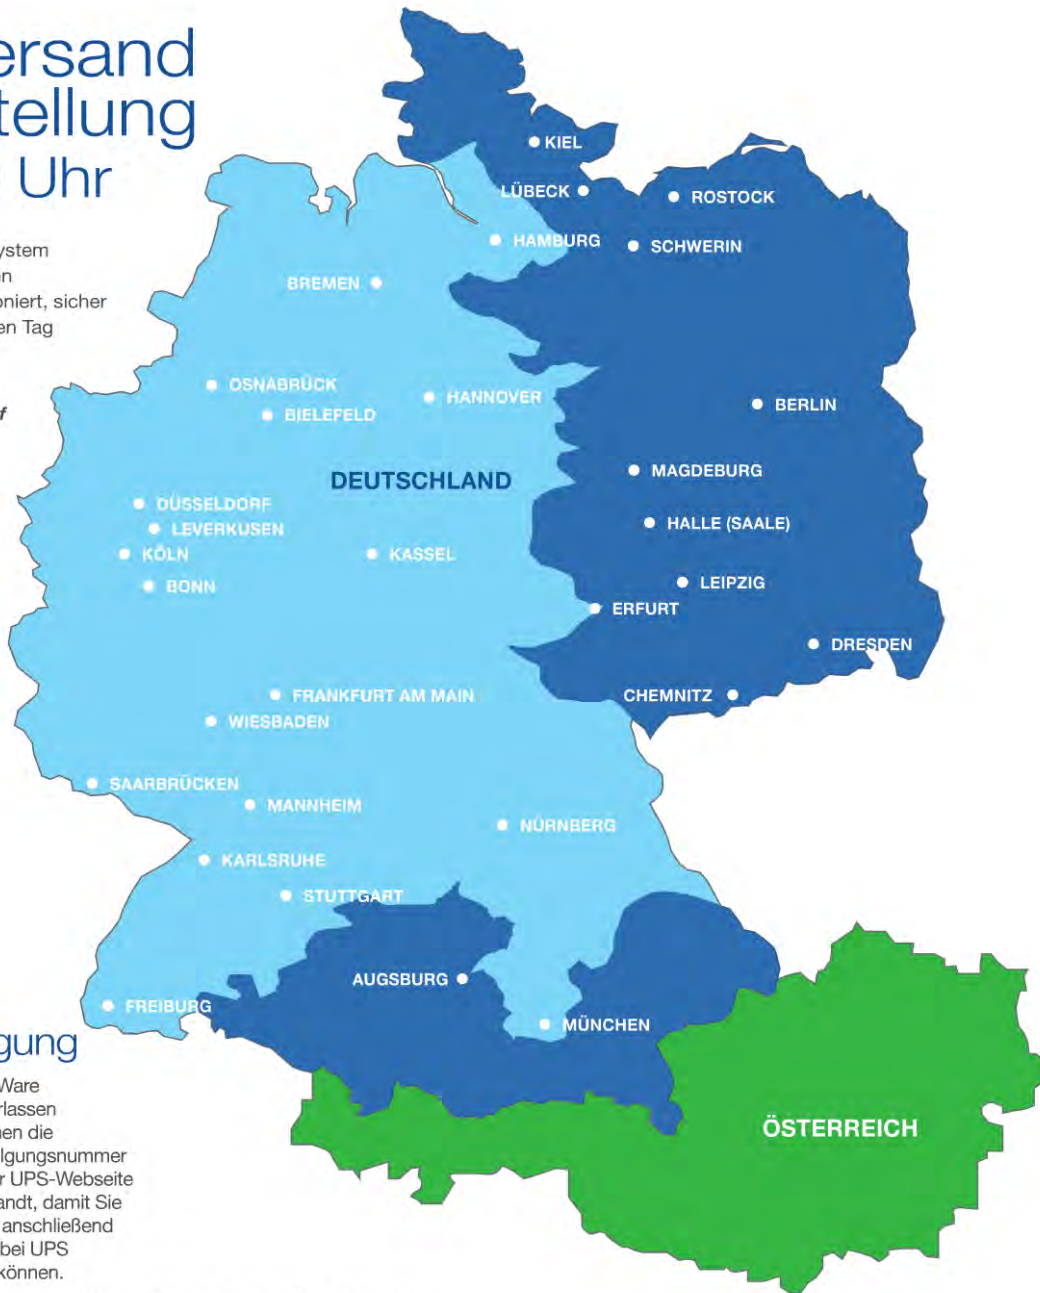 ersand
tellung
Uhr
ystem
en
oniert, sicher
en Tag
f
KIEL
LÜBECK
ROSTOCK
HAMBURG
SCHWERIN
BREMEN
OSNABRÜCK
HANNOVER
BIELEFELD
BERLIN
DEUTSCHLAND
MAGDEBURG
DÜSSELDORF
HALLE (SAALE)
LEVERKUSEN
KÖLN
KASSEL
BONN
LEIPZIG
ERFURT
DRESDEN
FRANKFURT AM MAIN
CHEMNITZ
WIESBADEN
SAARBRÜCKEN
MANNHEIM
NÜRNBERG
KARLSRUHE
STUTTGART
AUGSBURG
FREIBURG
MÜNCHEN
ÖSTERREICH
gung
Ware
rlassen
nen die
lgungsnummer
r UPS-Webseite
andt, damit Sie
anschließend
bei UPS
können.